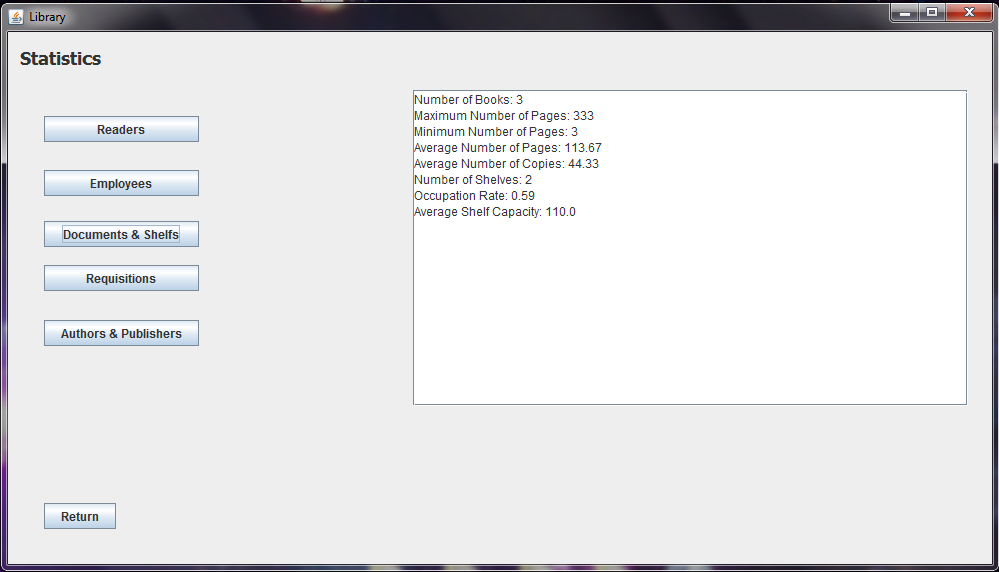 Library
Statistics
Readers
Employees
Documents & Shelfs
Requisitions
Authors & Publishers
Return
Number of Books: 3
Maximum Number of Pages: 333
Minimum Number of Pages: 3
Average Number of Pages: 113.67
Average Number of Copies: 44.33
Number of Shelves: 2
Occupation Rate: 0.59
Average Shelf Capacity: 110.0